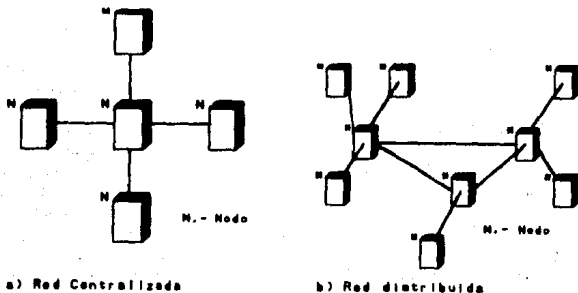 N
N N N
N
N.- Nodo
a) Red Centralizada
N N N
N N
N N N
N.- Nodo
N
b) Red distribuida